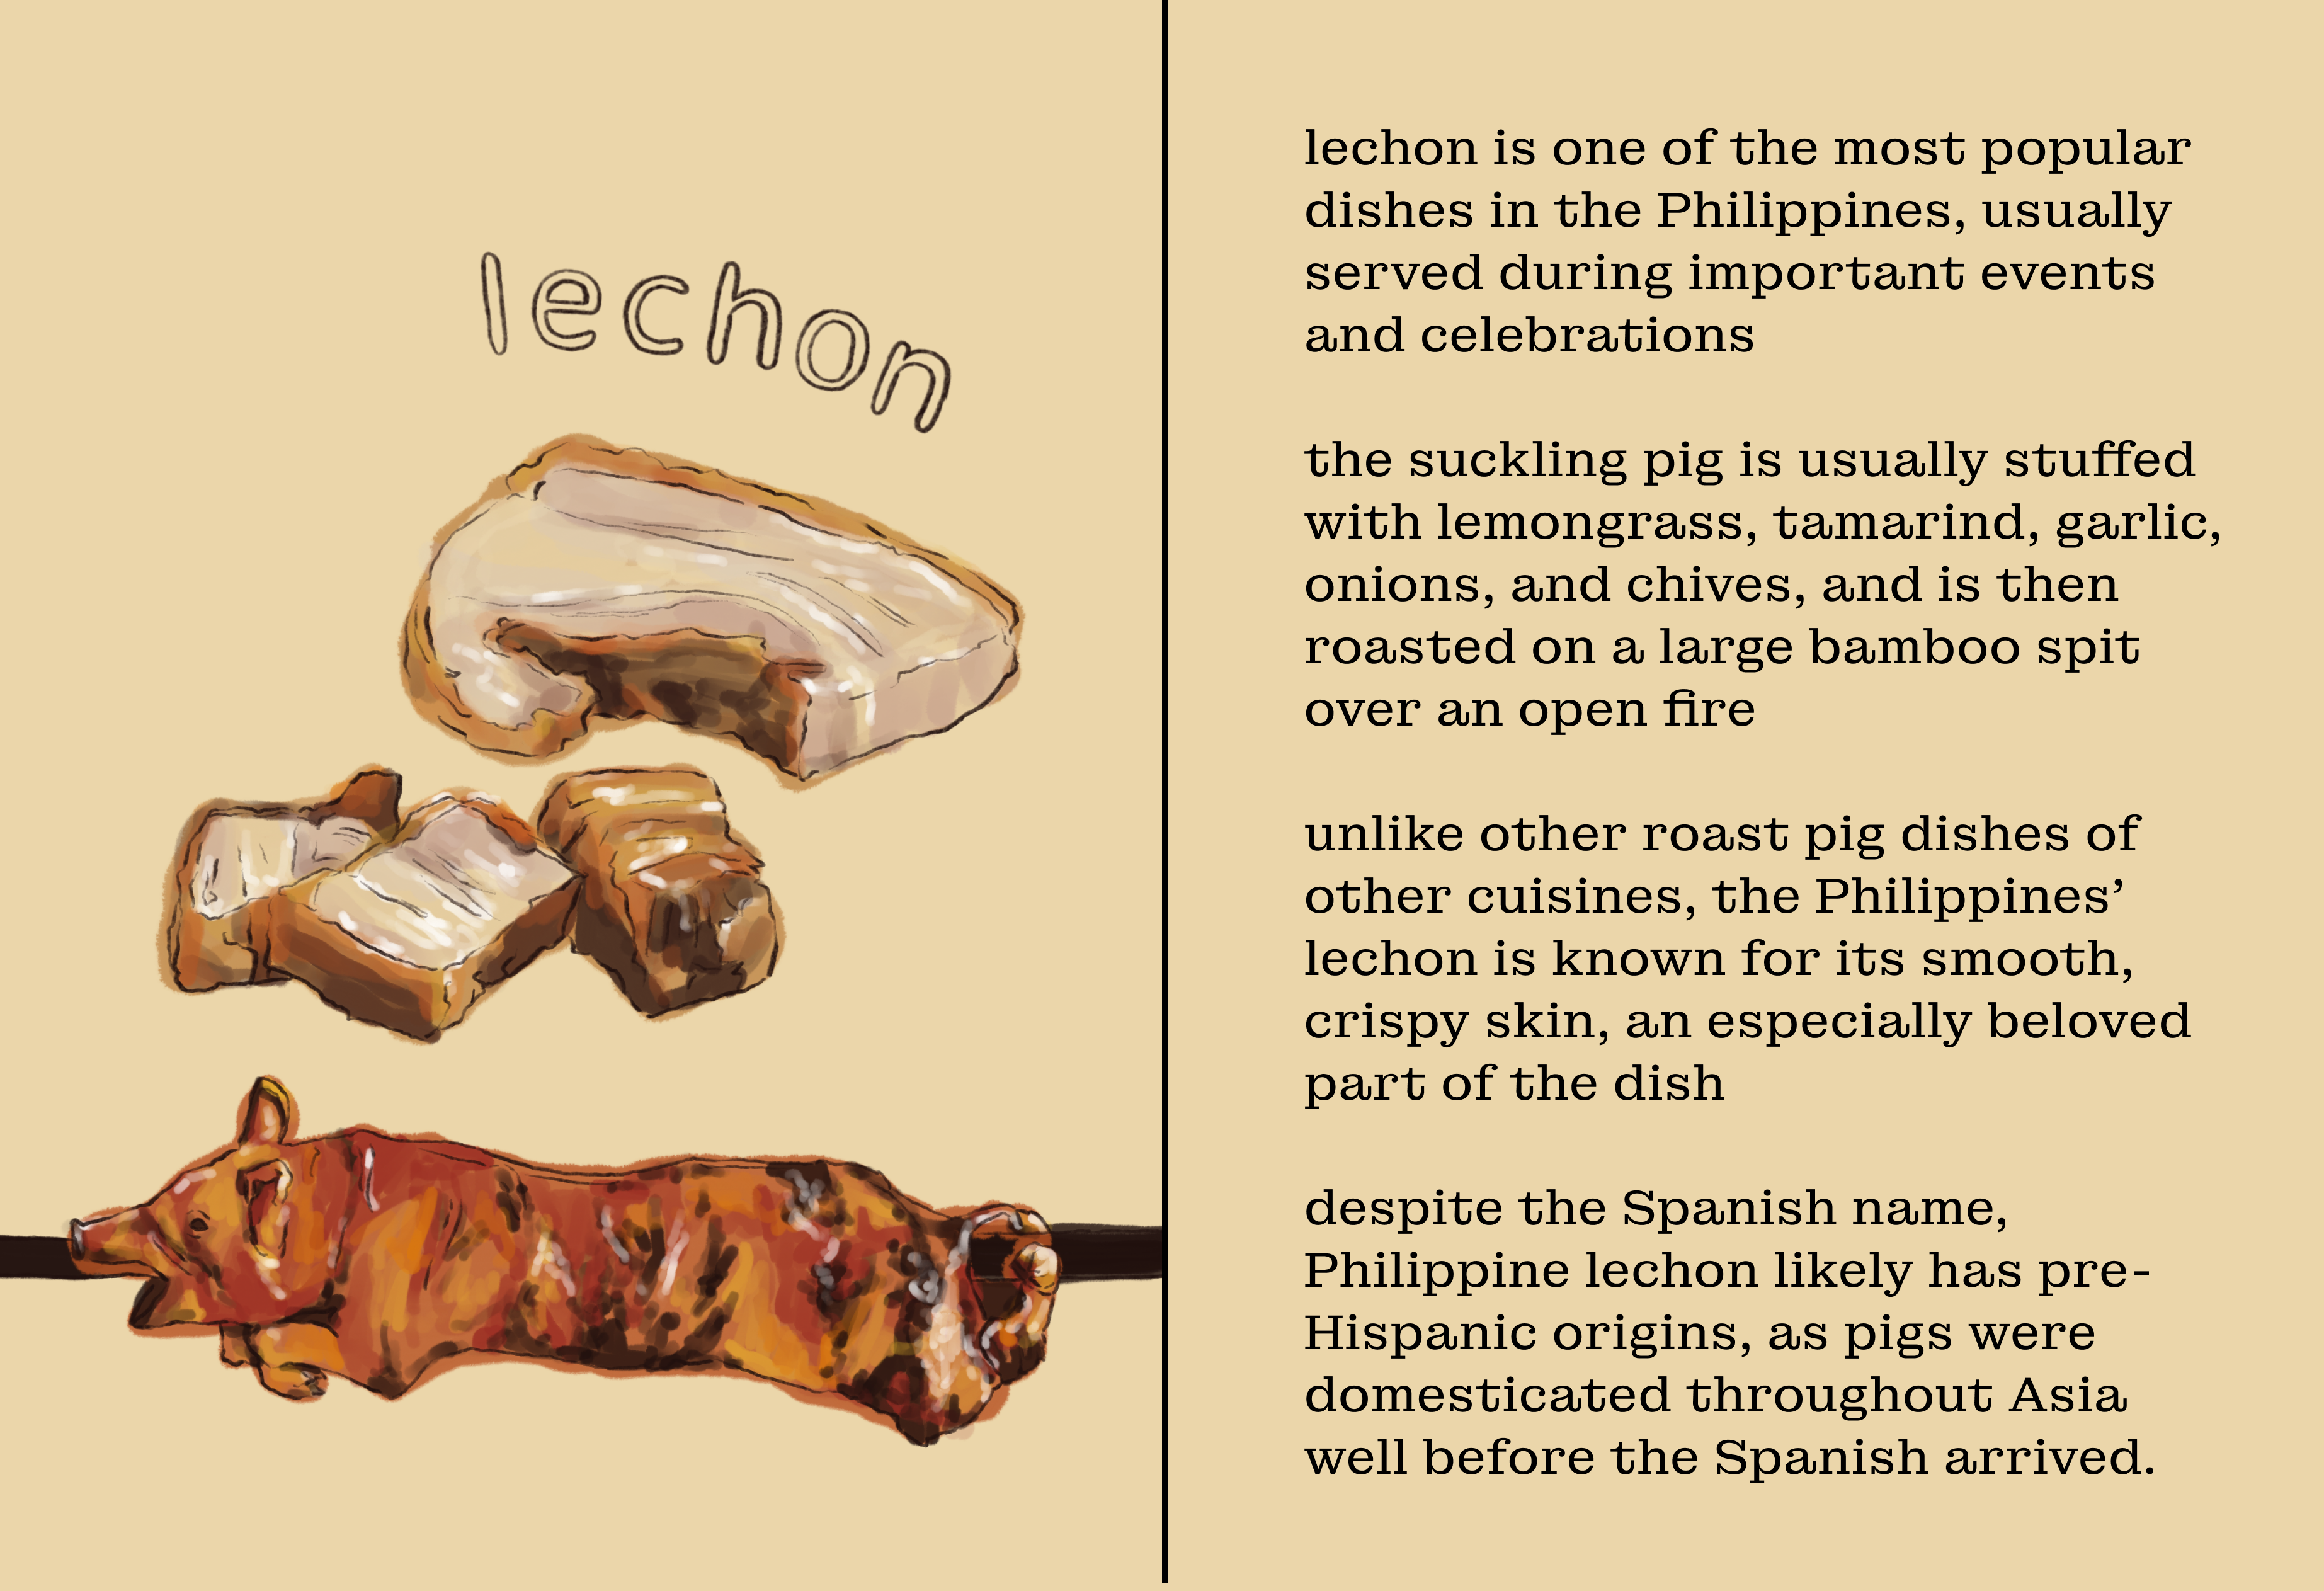 lechon
lechon is one of the most popular
dishes in the Philippines, usually
served during important events
and celebrations
the suckling pig is usually stuffed
with lemongrass, tamarind, garlic,
onions, and chives, and is then
roasted on a large bamboo spit
over an open fire
unlike other roast pig dishes of
other cuisines, the Philippines’
lechon is known for its smooth,
crispy skin, an especially beloved
part of the dish
despite the Spanish name,
Philippine lechon likely has pre-
Hispanic origins, as pigs were
domesticated throughout Asia
well before the Spanish arrived.